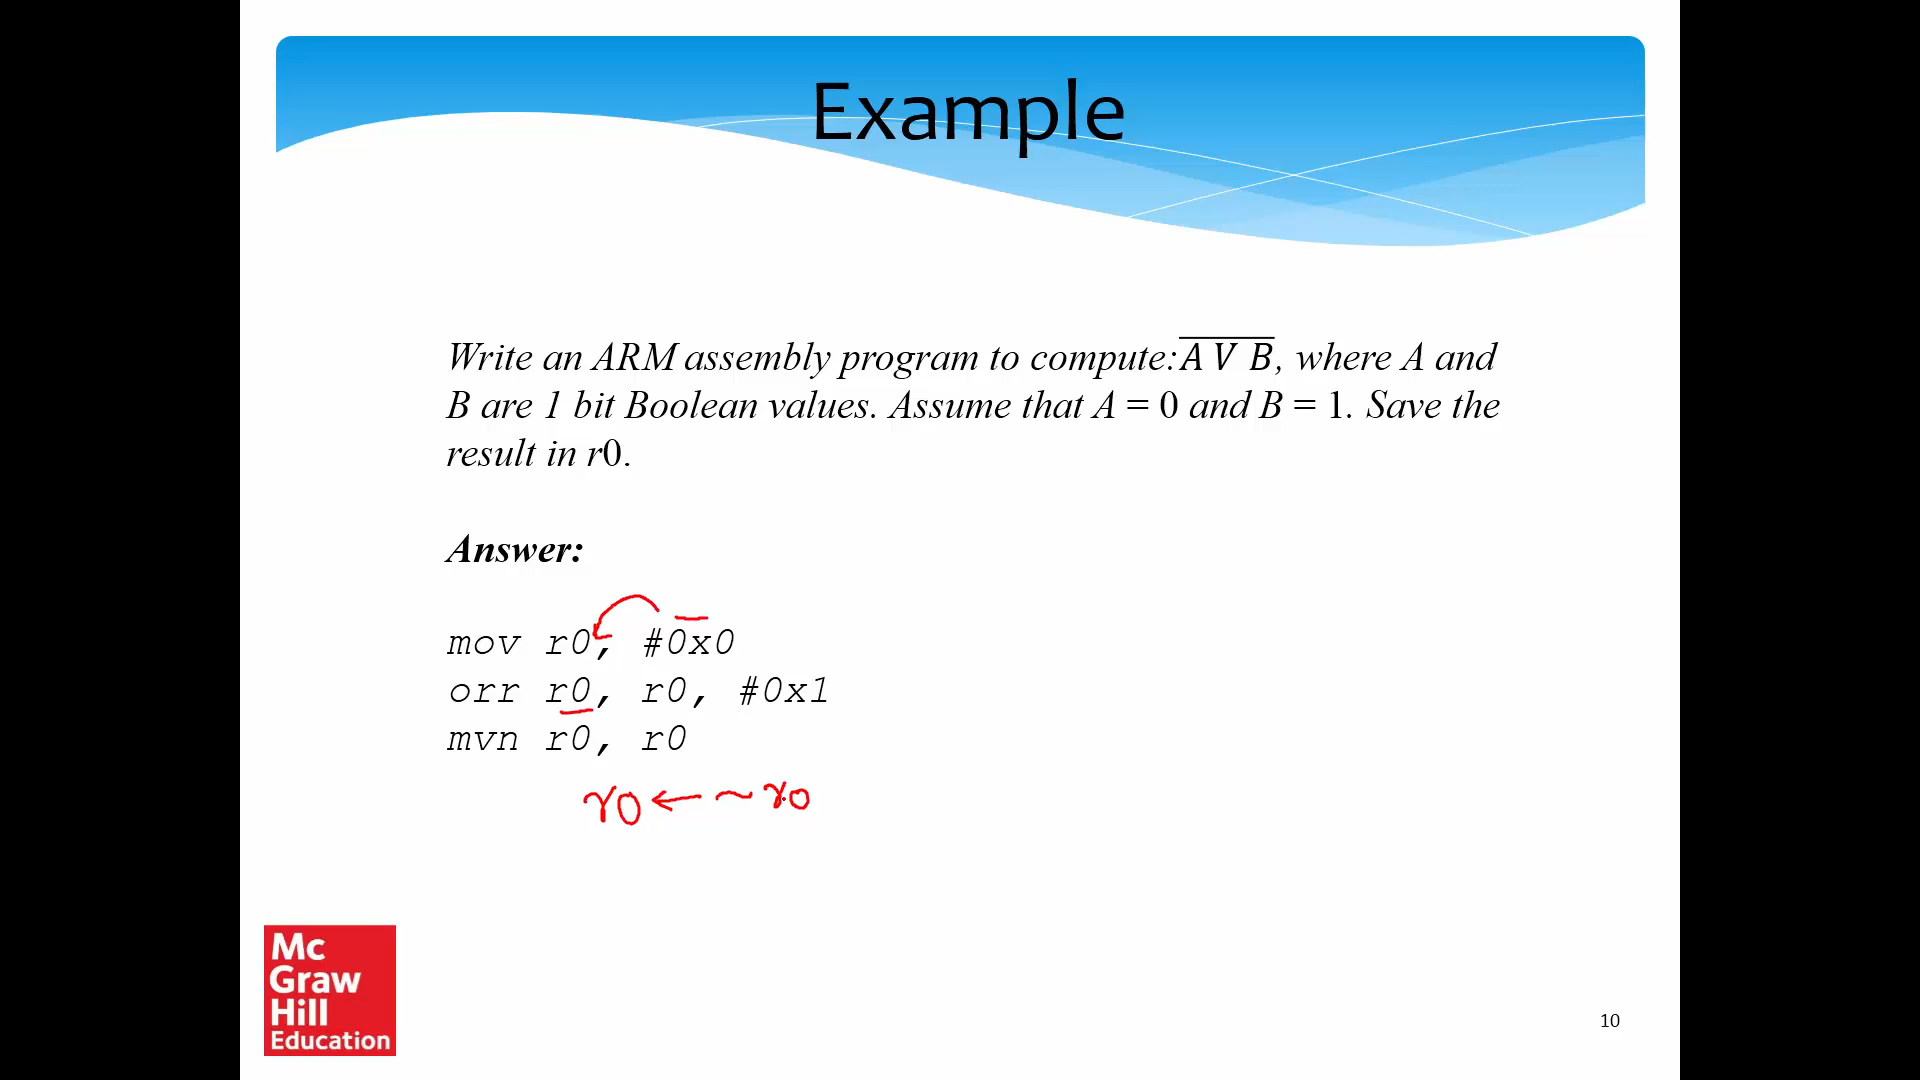 Example
Write an ARM assembly program to compute: A V B, where A and
B are 1 bit Boolean values. Assume that A = 0 and B = 1. Save the
result in r0.
Answer:
mov r0, #0x0
orr r0, r0, #0x1
mvn r0, r0
r0 ← ~ r0
Mc
Graw
Hill
Education
10